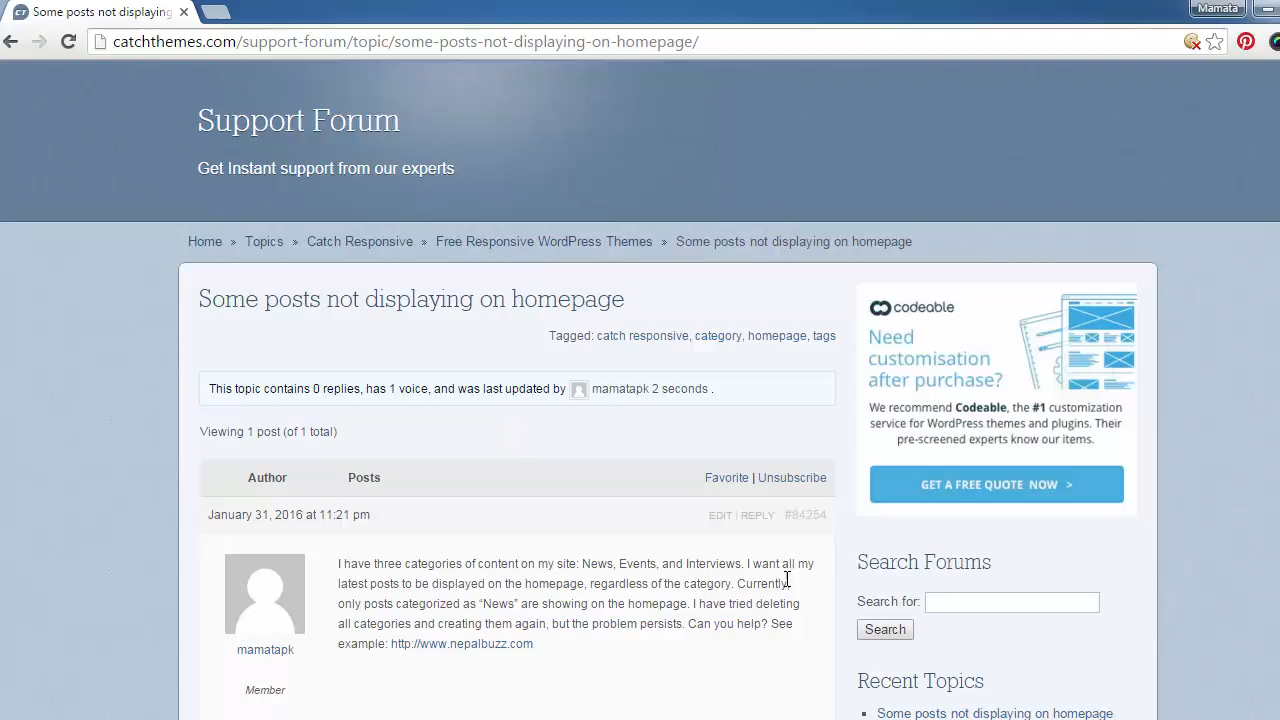 CT Some posts not displaying
Mamata
catchthemes.com/support-forum/topic/some-posts-not-displaying-on-homepage/
Support Forum
Get Instant support from our experts
Home » Topics » Catch Responsive » Free Responsive WordPress Themes » Some posts not displaying on homepage
Some posts not displaying on homepage
Tagged: catch responsive, category, homepage, tags
This topic contains 0 replies, has 1 voice, and was last updated by mamatapk 2 seconds .
Viewing 1 post (of 1 total)
Author Posts Favorite | Unsubscribe
January 31, 2016 at 11:21 pm EDIT | REPLY #84254
I have three categories of content on my site: News, Events, and Interviews. I want all my
latest posts to be displayed on the homepage, regardless of the category. Currently,
only posts categorized as “News” are showing on the homepage. I have tried deleting
all categories and creating them again, but the problem persists. Can you help? See
example: http://www.nepalbuzz.com
mamatapk
Member
codeable
Need
customisation
after purchase?
We recommend Codeable, the #1 customization
service for WordPress themes and plugins. Their
pre-screened experts know our items.
GET A FREE QUOTE NOW >
Search Forums
Search for:
Search
Recent Topics
Some posts not displaying on homepage